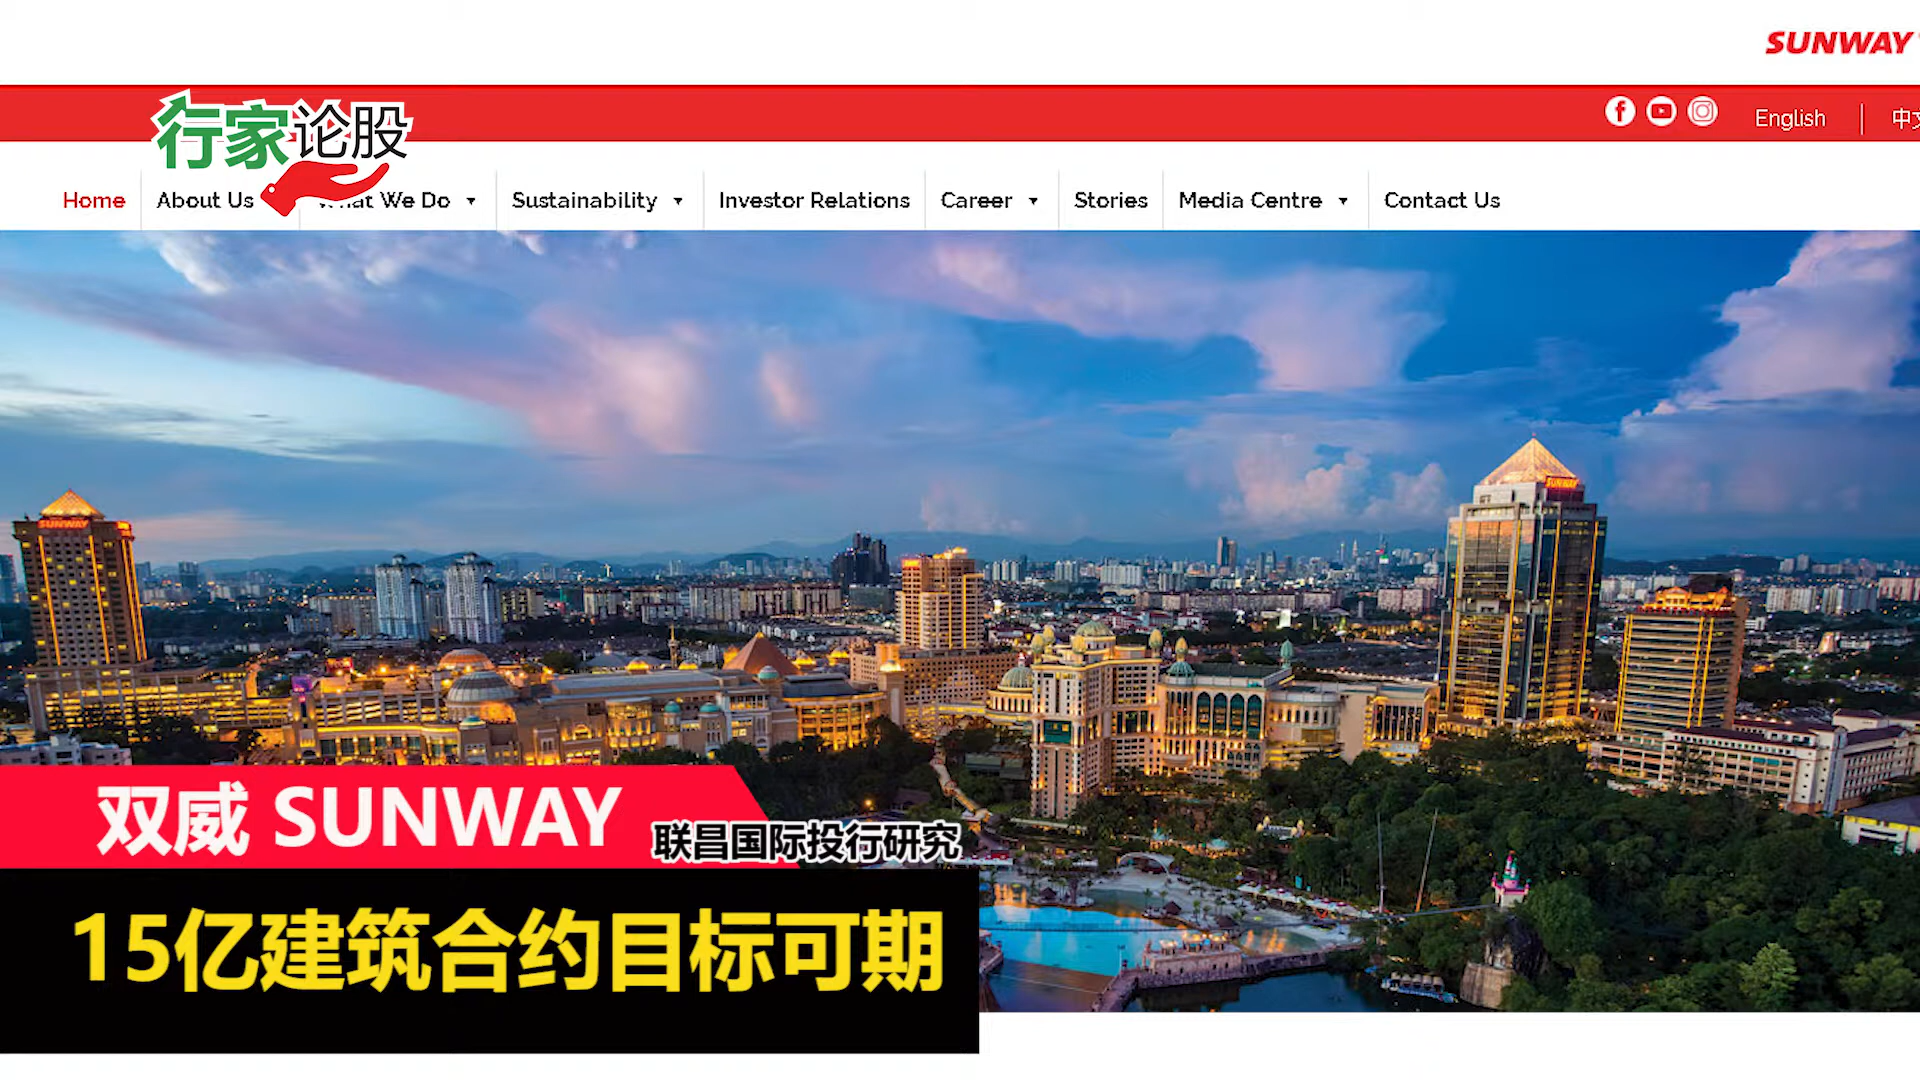 SUNWAY
行家论股
English
中文
Home
About Us
What We Do
Sustainability
Investor Relations
Career
Stories
Media Centre
Contact Us
SUNWAY
SUNWAY
双威 SUNWAY
联昌国际投行研究
15亿建筑合约目标可期